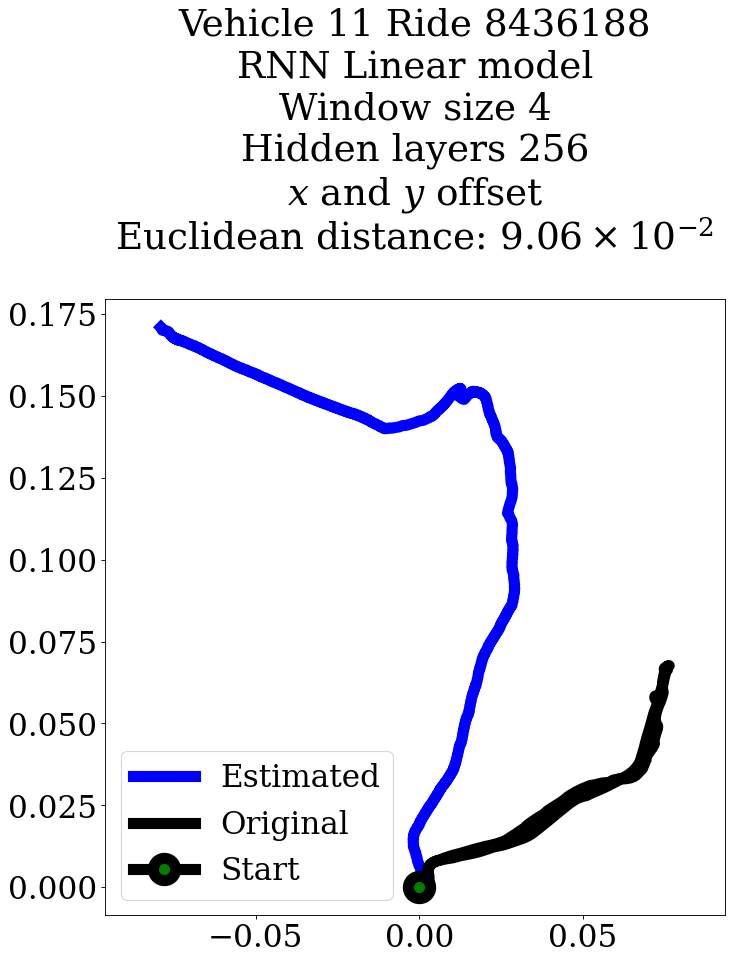 Vehicle 11 Ride 8436188
RNN Linear model
Window size 4
Hidden layers 256
x and y offset
Euclidean distance: 9.06 × 10⁻²
0.175
0.150
0.125
0.100
0.075
0.050
0.025
0.000
Estimated
Original
Start
−0.05 0.00 0.05